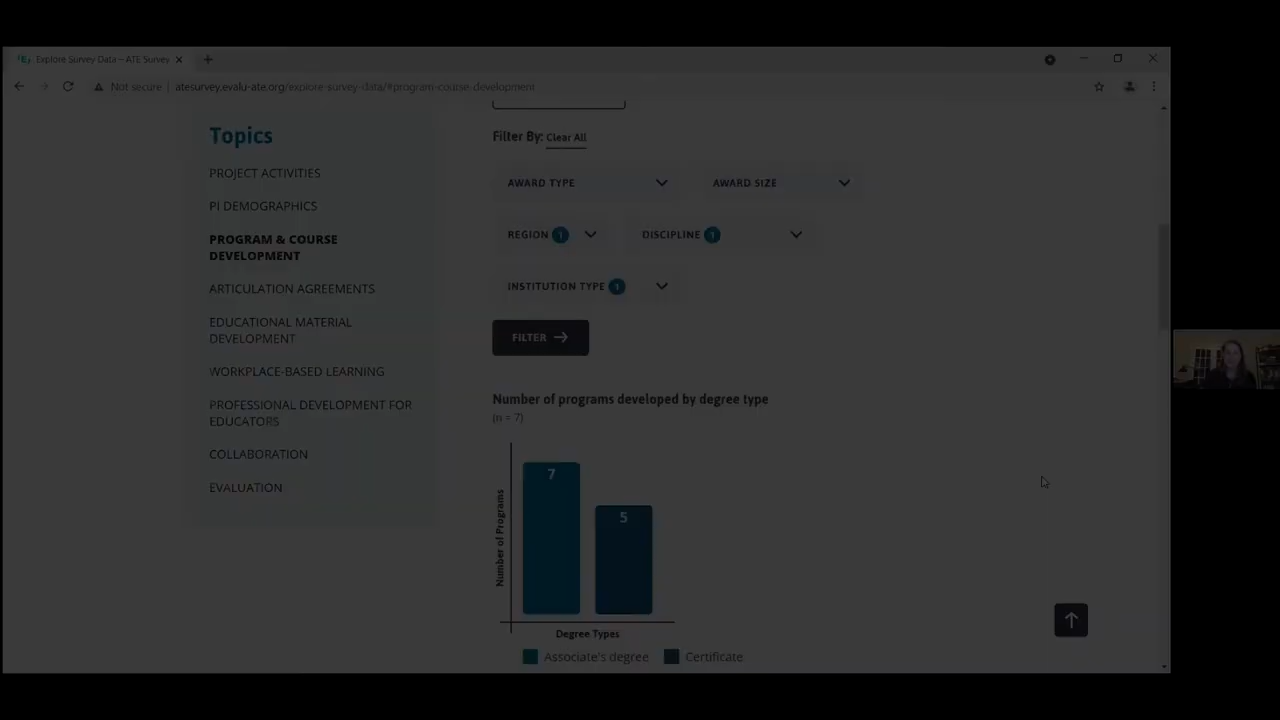 Explore Survey Data – ATE Survey
Not secure | atesurvey.evalu-ate.org/explore-survey-data/#program-course-development
Topics
PROJECT ACTIVITIES
PI DEMOGRAPHICS
PROGRAM & COURSE
DEVELOPMENT
ARTICULATION AGREEMENTS
EDUCATIONAL MATERIAL
DEVELOPMENT
WORKPLACE-BASED LEARNING
PROFESSIONAL DEVELOPMENT FOR
EDUCATORS
COLLABORATION
EVALUATION
Filter By: Clear All
AWARD TYPE
AWARD SIZE
REGION 1
DISCIPLINE 1
INSTITUTION TYPE 1
FILTER
Number of programs developed by degree type
(n = 7)
7
5
Number of Programs
Degree Types
Associate's degree
Certificate